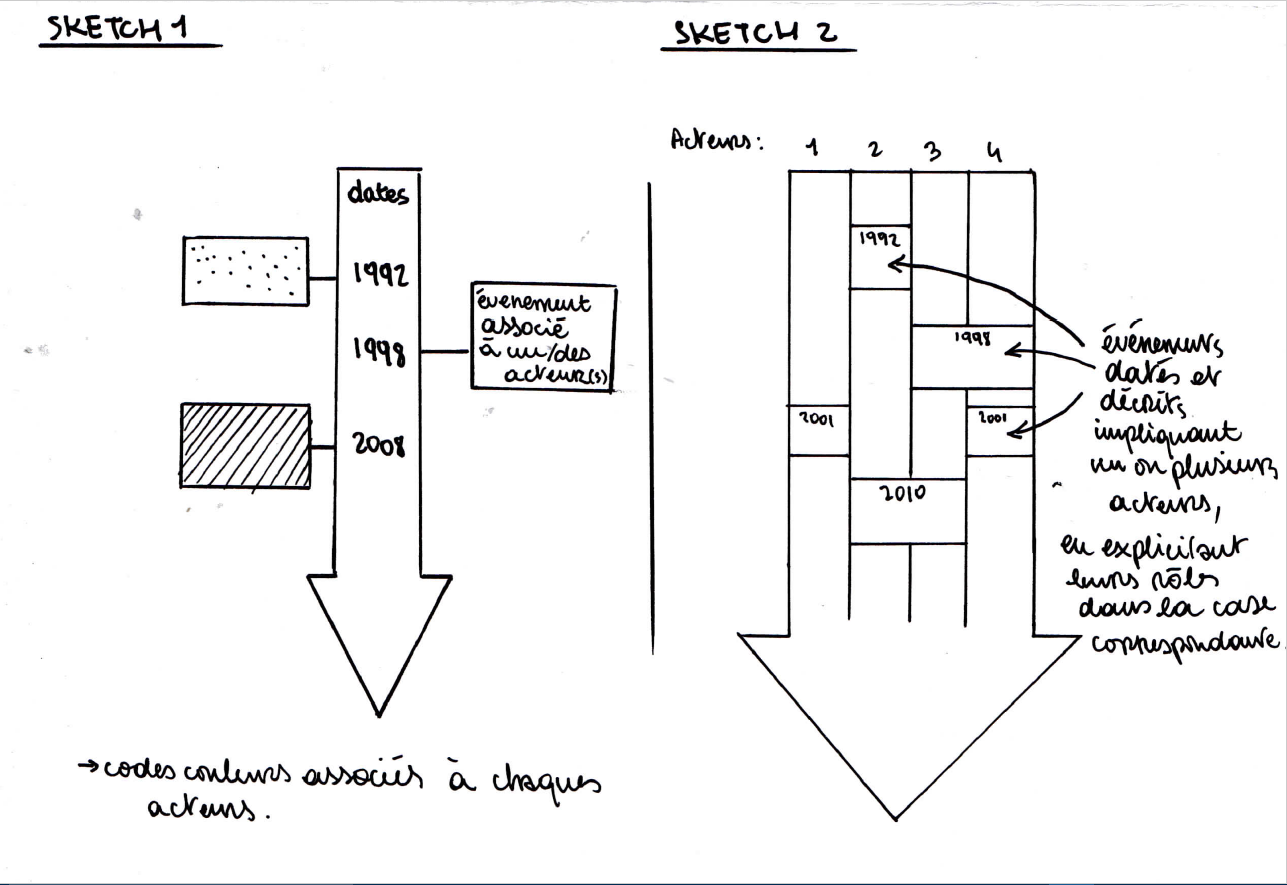 SKETCH 1
dates
1992
1998
2008
évenement
associé
à un/des
acteur(s)
→ codes couleurs associés à chaques
acteurs.
SKETCH 2
Acteurs: 1 2 3 4
1992
1998
2001 2001
2010
événements
datés et
décrits
impliquant
un ou plusieurs
acteurs,
en explicitant
leurs rôles
dans la case
correspondante.